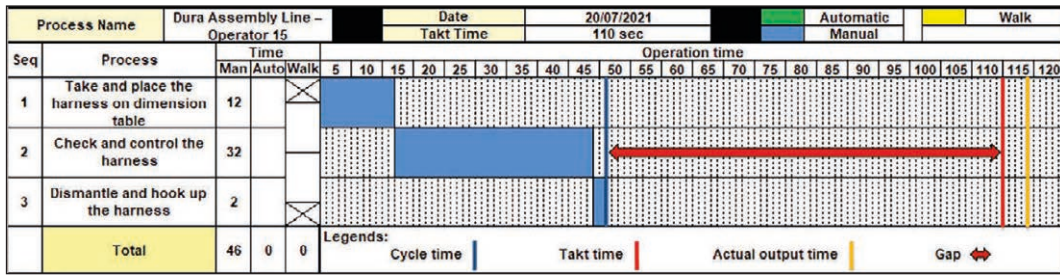 Process Name
Dura Assembly Line –
Operator 15
Date
20/07/2021
Automatic
Walk
Takt Time
110 sec
Manual
Seq
Process
Time
Operation time
Man Auto Walk
5 10 15 20 25 30 35 40 45 50 55 60 65 70 75 80 85 90 95 100 105 110 115 120
1
Take and place the
harness on dimension
table
12
2
Check and control the
harness
32
3
Dismantle and hook up
the harness
2
Total
46 0 0
Legends:
Cycle time
Takt time
Actual output time
Gap